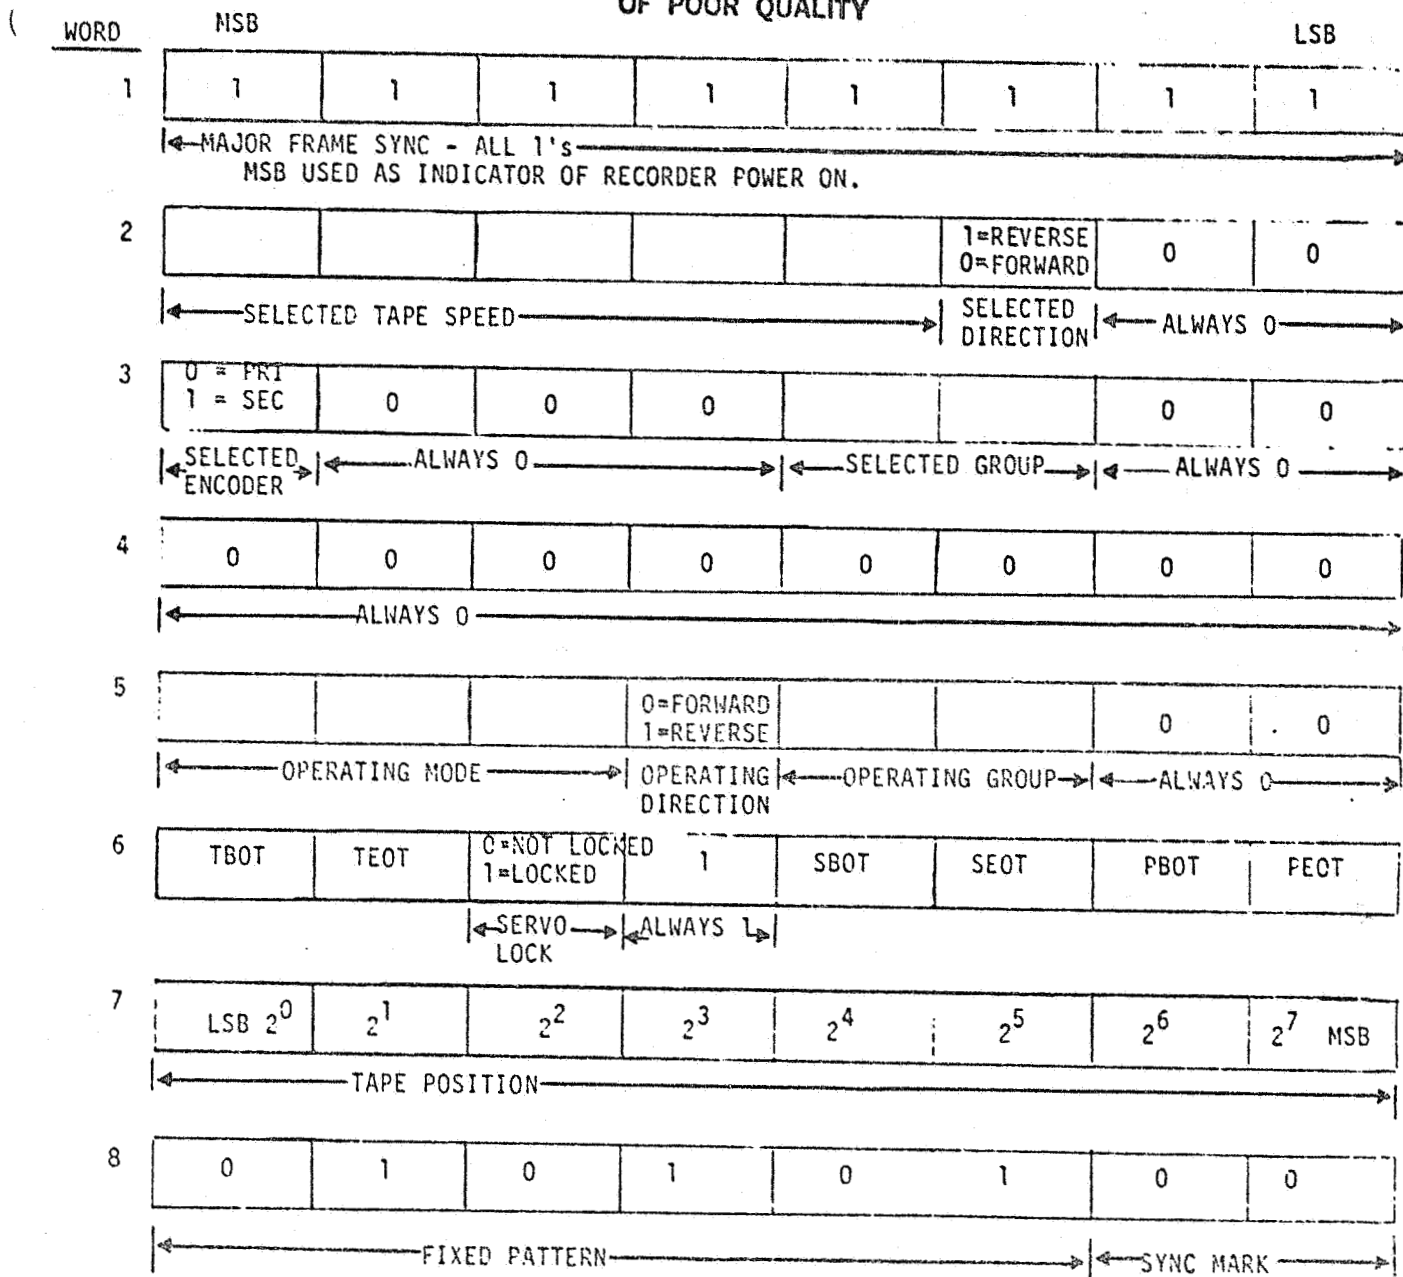 OF POOR QUALITY
WORD MSB LSB
1 1 1 1 1 1 1 1 1
MAJOR FRAME SYNC - ALL 1's
MSB USED AS INDICATOR OF RECORDER POWER ON.
2 1=REVERSE 0 0
0=FORWARD
SELECTED TAPE SPEED SELECTED ALWAYS 0
DIRECTION
3 0 = PRI 0 0 0 0 0
1 = SEC
SELECTED ALWAYS 0 SELECTED GROUP ALWAYS 0
ENCODER
4 0 0 0 0 0 0 0 0
ALWAYS 0
5 0=FORWARD 0 0
1=REVERSE
OPERATING MODE OPERATING OPERATING GROUP ALWAYS 0
DIRECTION
6 TBOT TEOT 0=NOT LOCKED 1 SBOT SEOT PBOT PEOT
1=LOCKED
SERVO ALWAYS 1
LOCK
7 LSB 2^0 2^1 2^2 2^3 2^4 2^5 2^6 2^7 MSB
TAPE POSITION
8 0 1 0 1 0 1 0 0
FIXED PATTERN SYNC MARK